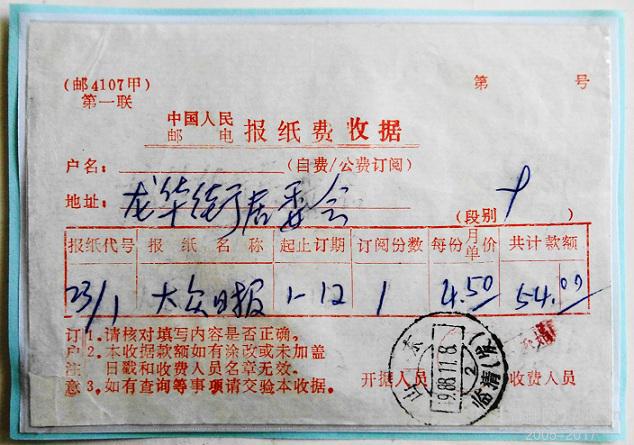 (邮4107甲)
第一联
第 号
中国人民
邮 电
报纸费收据
户名: (自费/公费订阅)
地址: 龙华街居委会
(段别 )
报纸代号 报纸名称 起止订期 订阅份数 每份月单价 共计款额
23/1 大众日报 1-12 1 4.50 54.00
订 1.请核对填写内容是否正确。
户 2.本收据款额如有涂改或未加盖
注 日戳和收费人员名章无效。
意 3.如有查询等事项请交验本收据。
开据人员 收费人员
山东
临清
2005-2017